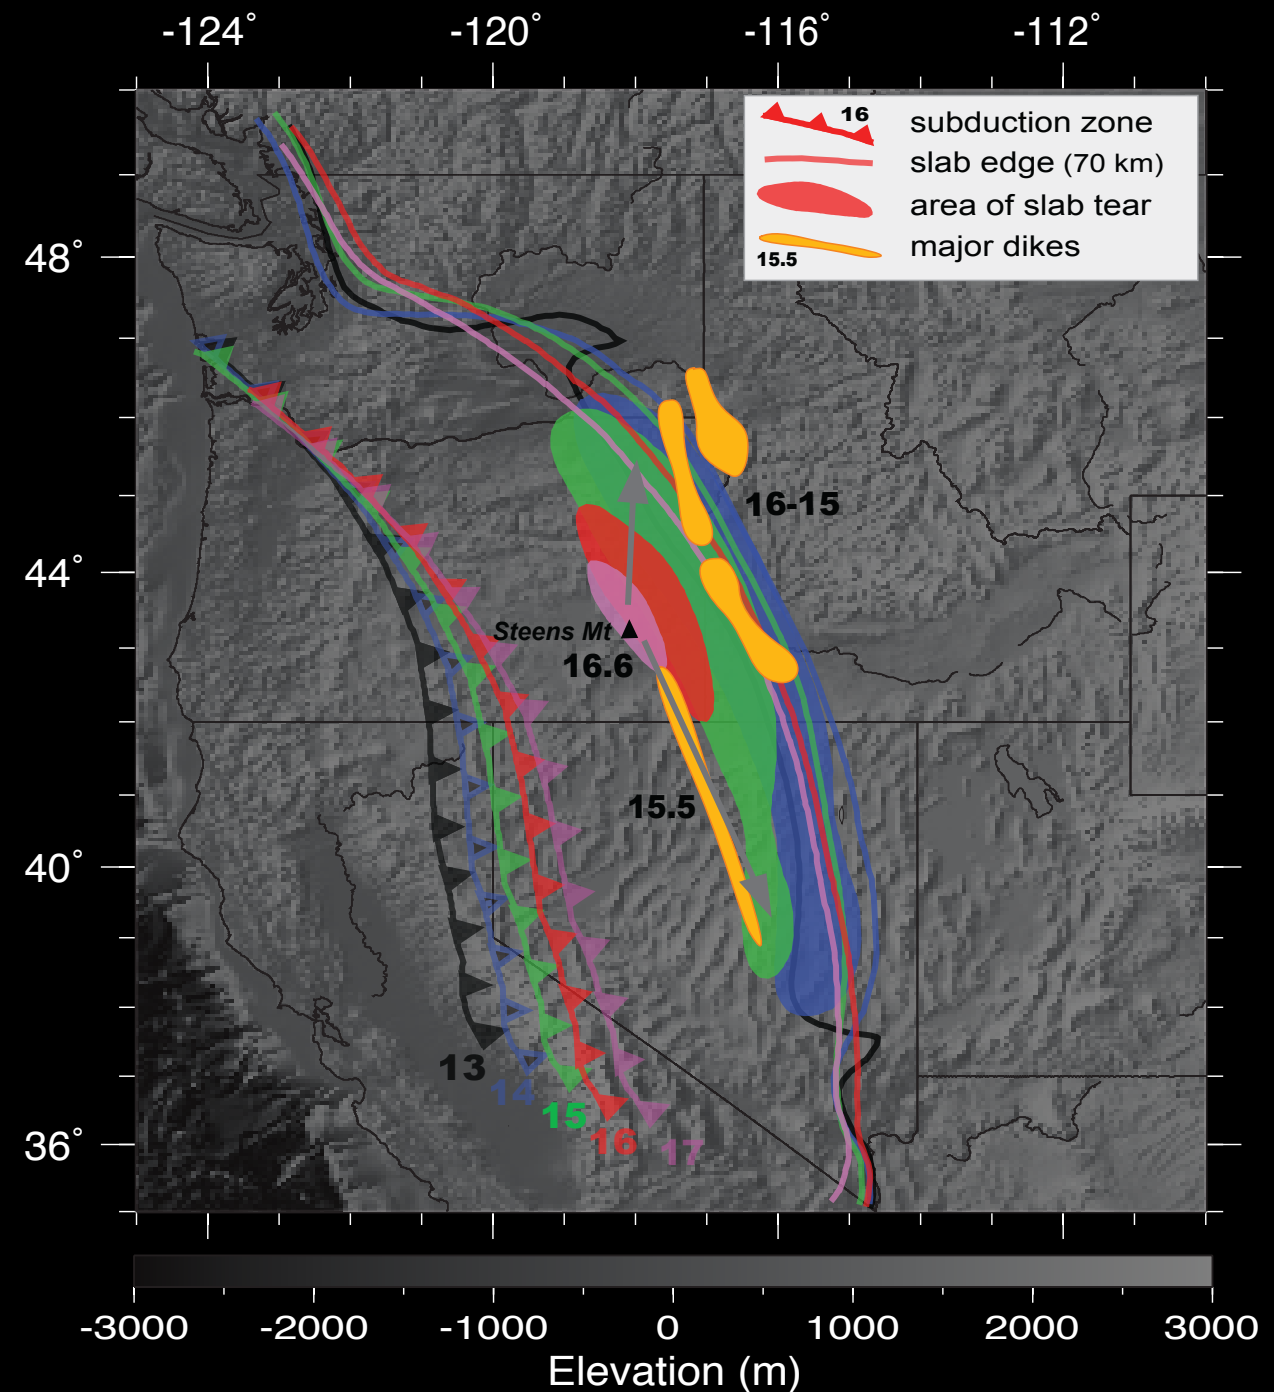 -124° -120° -116° -112°
16 subduction zone
slab edge (70 km)
area of slab tear
15.5 major dikes
48°
44°
40°
36°
16-15
Steens Mt
16.6
15.5
13
14
15
16
17
-3000 -2000 -1000 0 1000 2000 3000
Elevation (m)